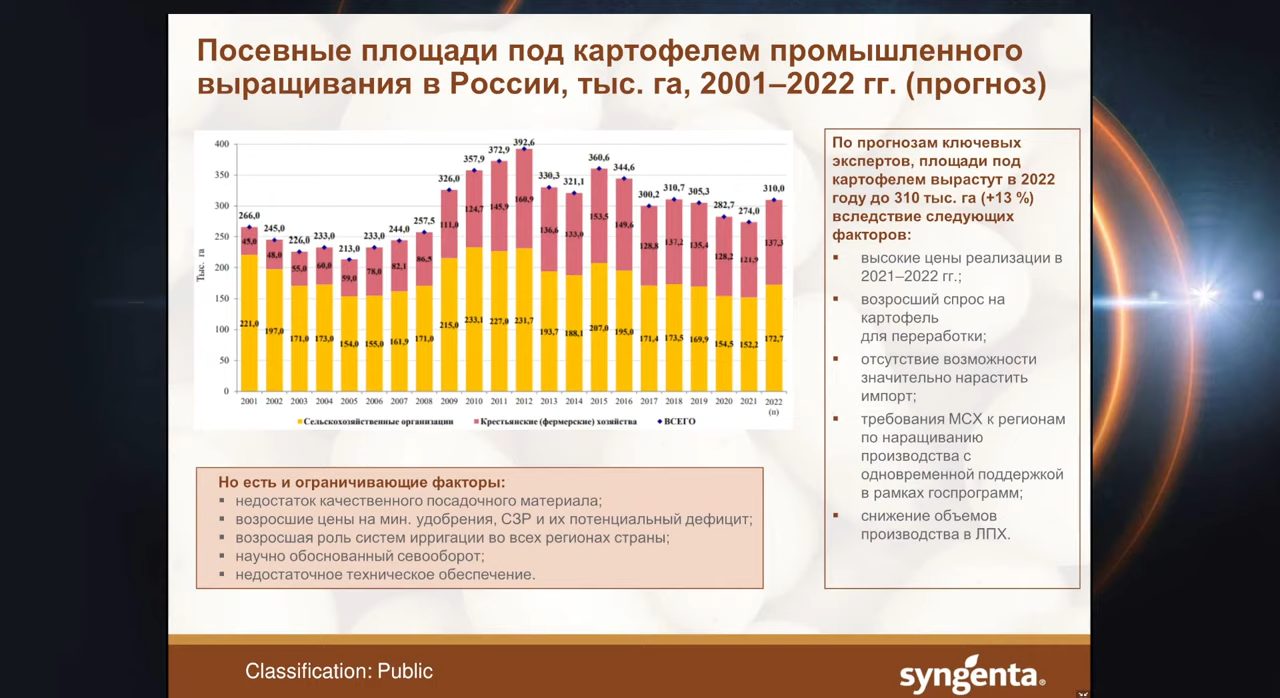 Посевные площади под картофелем промышленного
выращивания в России, тыс. га, 2001–2022 гг. (прогноз)
Тыс. га
400
350
300
250
200
150
100
50
0
266,0 245,0 226,0 233,0 213,0 233,0 244,0 257,5 326,0 357,9 372,9 392,6 330,3 321,1 360,6 344,6 300,2 310,7 305,3 282,7 274,0 310,0
45,0 48,0 55,0 60,0 59,0 78,0 82,1 86,5 111,0 124,7 145,9 160,9 136,6 133,0 153,5 149,6 128,8 137,2 135,4 128,2 121,9 137,3
221,0 197,0 171,0 173,0 154,0 155,0 161,9 171,0 215,0 233,1 227,0 231,7 193,7 188,1 207,0 195,0 171,4 173,5 169,9 154,5 152,2 172,7
2001 2002 2003 2004 2005 2006 2007 2008 2009 2010 2011 2012 2013 2014 2015 2016 2017 2018 2019 2020 2021 2022
(п)
Сельскохозяйственные организации Крестьянские (фермерские) хозяйства ВСЕГО
По прогнозам ключевых
экспертов, площади под
картофелем вырастут в 2022
году до 310 тыс. га (+13 %)
вследствие следующих
факторов:
▪ высокие цены реализации в
2021–2022 гг.;
▪ возросший спрос на
картофель
для переработки;
▪ отсутствие возможности
значительно нарастить
импорт;
▪ требования МСХ к регионам
по наращиванию
производства с
одновременной поддержкой
в рамках госпрограмм;
▪ снижение объемов
производства в ЛПХ.
Но есть и ограничивающие факторы:
▪ недостаток качественного посадочного материала;
▪ возросшие цены на мин. удобрения, СЗР и их потенциальный дефицит;
▪ возросшая роль систем ирригации во всех регионах страны;
▪ научно обоснованный севооборот;
▪ недостаточное техническое обеспечение.
Classification: Public
syngenta®